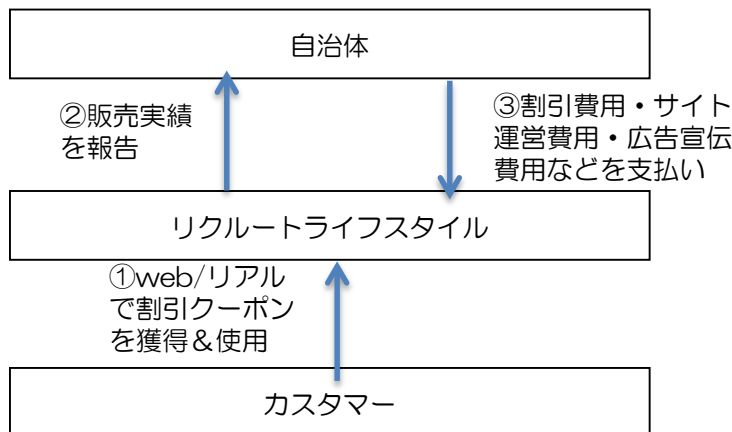 自治体
②販売実績
を報告
③割引費用・サイト
運営費用・広告宣伝
費用などを支払い
リクルートライフスタイル
①web/リアル
で割引クーポン
を獲得＆使用
カスタマー